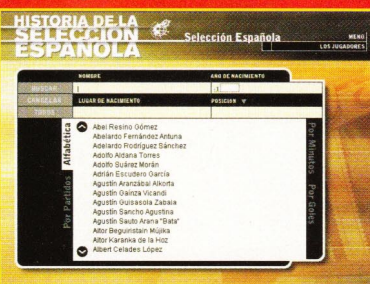 HISTORIA DE LA
SELECCIÓN
ESPAÑOLA
Selección Española
MENÚ
LOS JUGADORES
NOMBRE
AÑO DE NACIMIENTO
BUSCAR
CANCELAR
LUGAR DE NACIMIENTO
POSICIÓN
TODOS
Alfabética
Por Partidos
Por Minutos
Por Goles
Abel Resino Gómez
Abelardo Fernández Antuna
Adelardo Rodríguez Sánchez
Adolfo Aldana Torres
Adolfo Suárez Morán
Adrián Escudero García
Agustín Aranzábal Alkorta
Agustín Gainza Vicandi
Agustín Guisasola Zabala
Agustín Sancho Agustina
Agustín Sauto Arana "Bata"
Aitor Beguiristain Mújika
Aitor Karanka de la Hoz
Albert Celades López